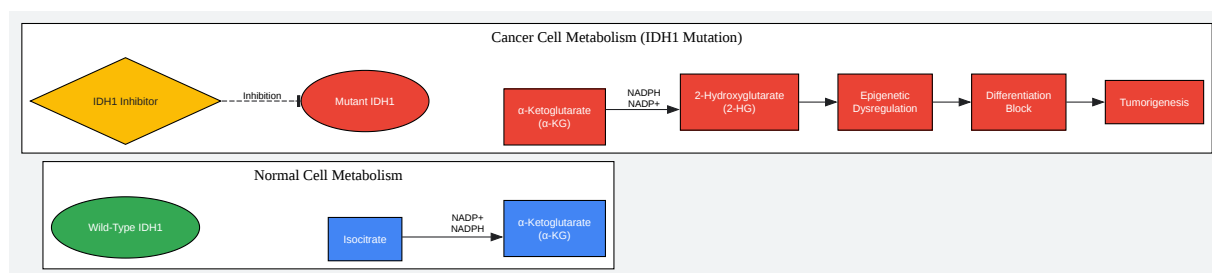 Cancer Cell Metabolism (IDH1 Mutation)
IDH1 Inhibitor
Inhibition
Mutant IDH1
α-Ketoglutarate
(α-KG)
NADPH
NADP+
2-Hydroxyglutarate
(2-HG)
Epigenetic
Dysregulation
Differentiation
Block
Tumorigenesis
Normal Cell Metabolism
Wild-Type IDH1
Isocitrate
NADP+
NADPH
α-Ketoglutarate
(α-KG)